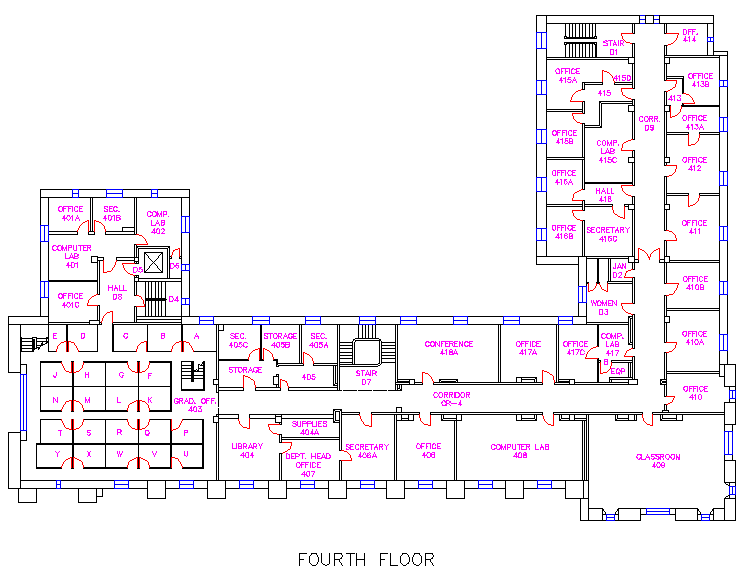 OFF.
414
STAIR
D1
OFFICE
415A
415D
415
OFFICE
413B
413
OFFICE
413A
CORR.
D9
OFFICE
415B
COMP.
LAB
415C
OFFICE
412
OFFICE
416A
HALL
416
OFFICE
416B
SECRETARY
416C
OFFICE
411
JAN
D2
WOMEN
D3
OFFICE
410B
OFFICE
410A
OFFICE
410
OFFICE
401A
SEC.
401B
COMP.
LAB
402
COMPUTER
LAB
401
D5
D6
OFFICE
401C
HALL
D8
D4
E
D
C
B
A
SEC.
405C
STORAGE
405B
SEC.
405A
STORAGE
405
STAIR
D7
CONFERENCE
418A
OFFICE
417A
OFFICE
417C
COMP.
LAB
417
B
EQP
J
H
G
F
N
M
L
K
GRAD. OFF.
403
T
S
R
Q
P
Y
X
W
V
U
CORRIDOR
CR-4
LIBRARY
404
SUPPLIES
404A
DEPT. HEAD
OFFICE
407
SECRETARY
406A
OFFICE
406
COMPUTER LAB
408
CLASSROOM
409
FOURTH FLOOR